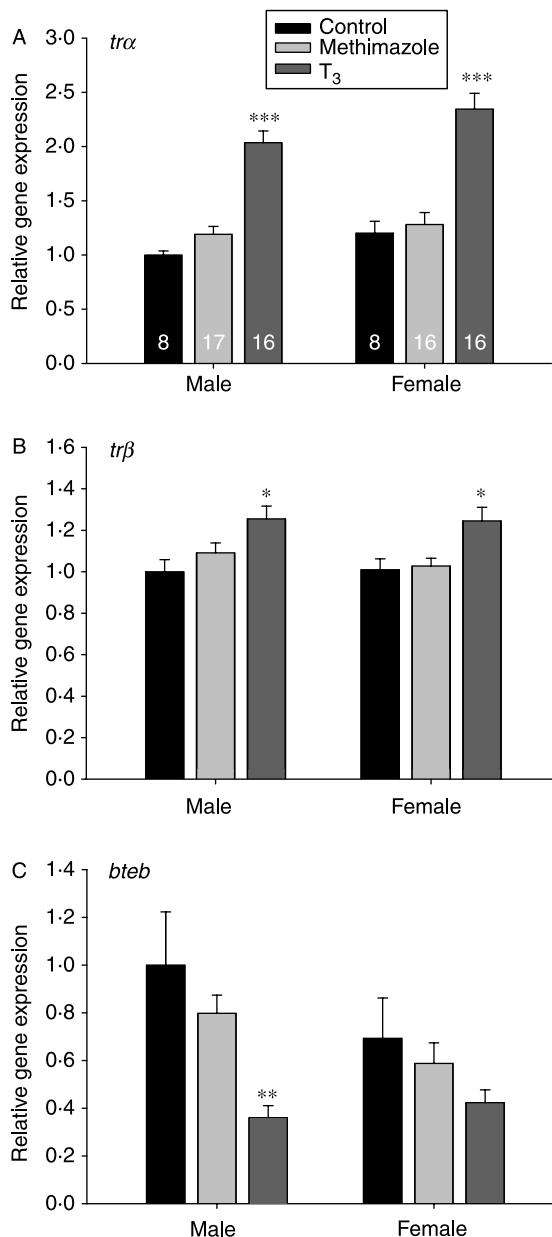 A
trα
Control
Methimazole
T3
Relative gene expression
3·0
2·5
2·0
1·5
1·0
0·5
0·0
***
***
8
17
16
8
16
16
Male
Female
B
trβ
Relative gene expression
1·6
1·4
1·2
1·0
0·8
0·6
0·4
0·2
0·0
*
*
Male
Female
C
bteb
Relative gene expression
1·4
1·2
1·0
0·8
0·6
0·4
0·2
0·0
**
Male
Female